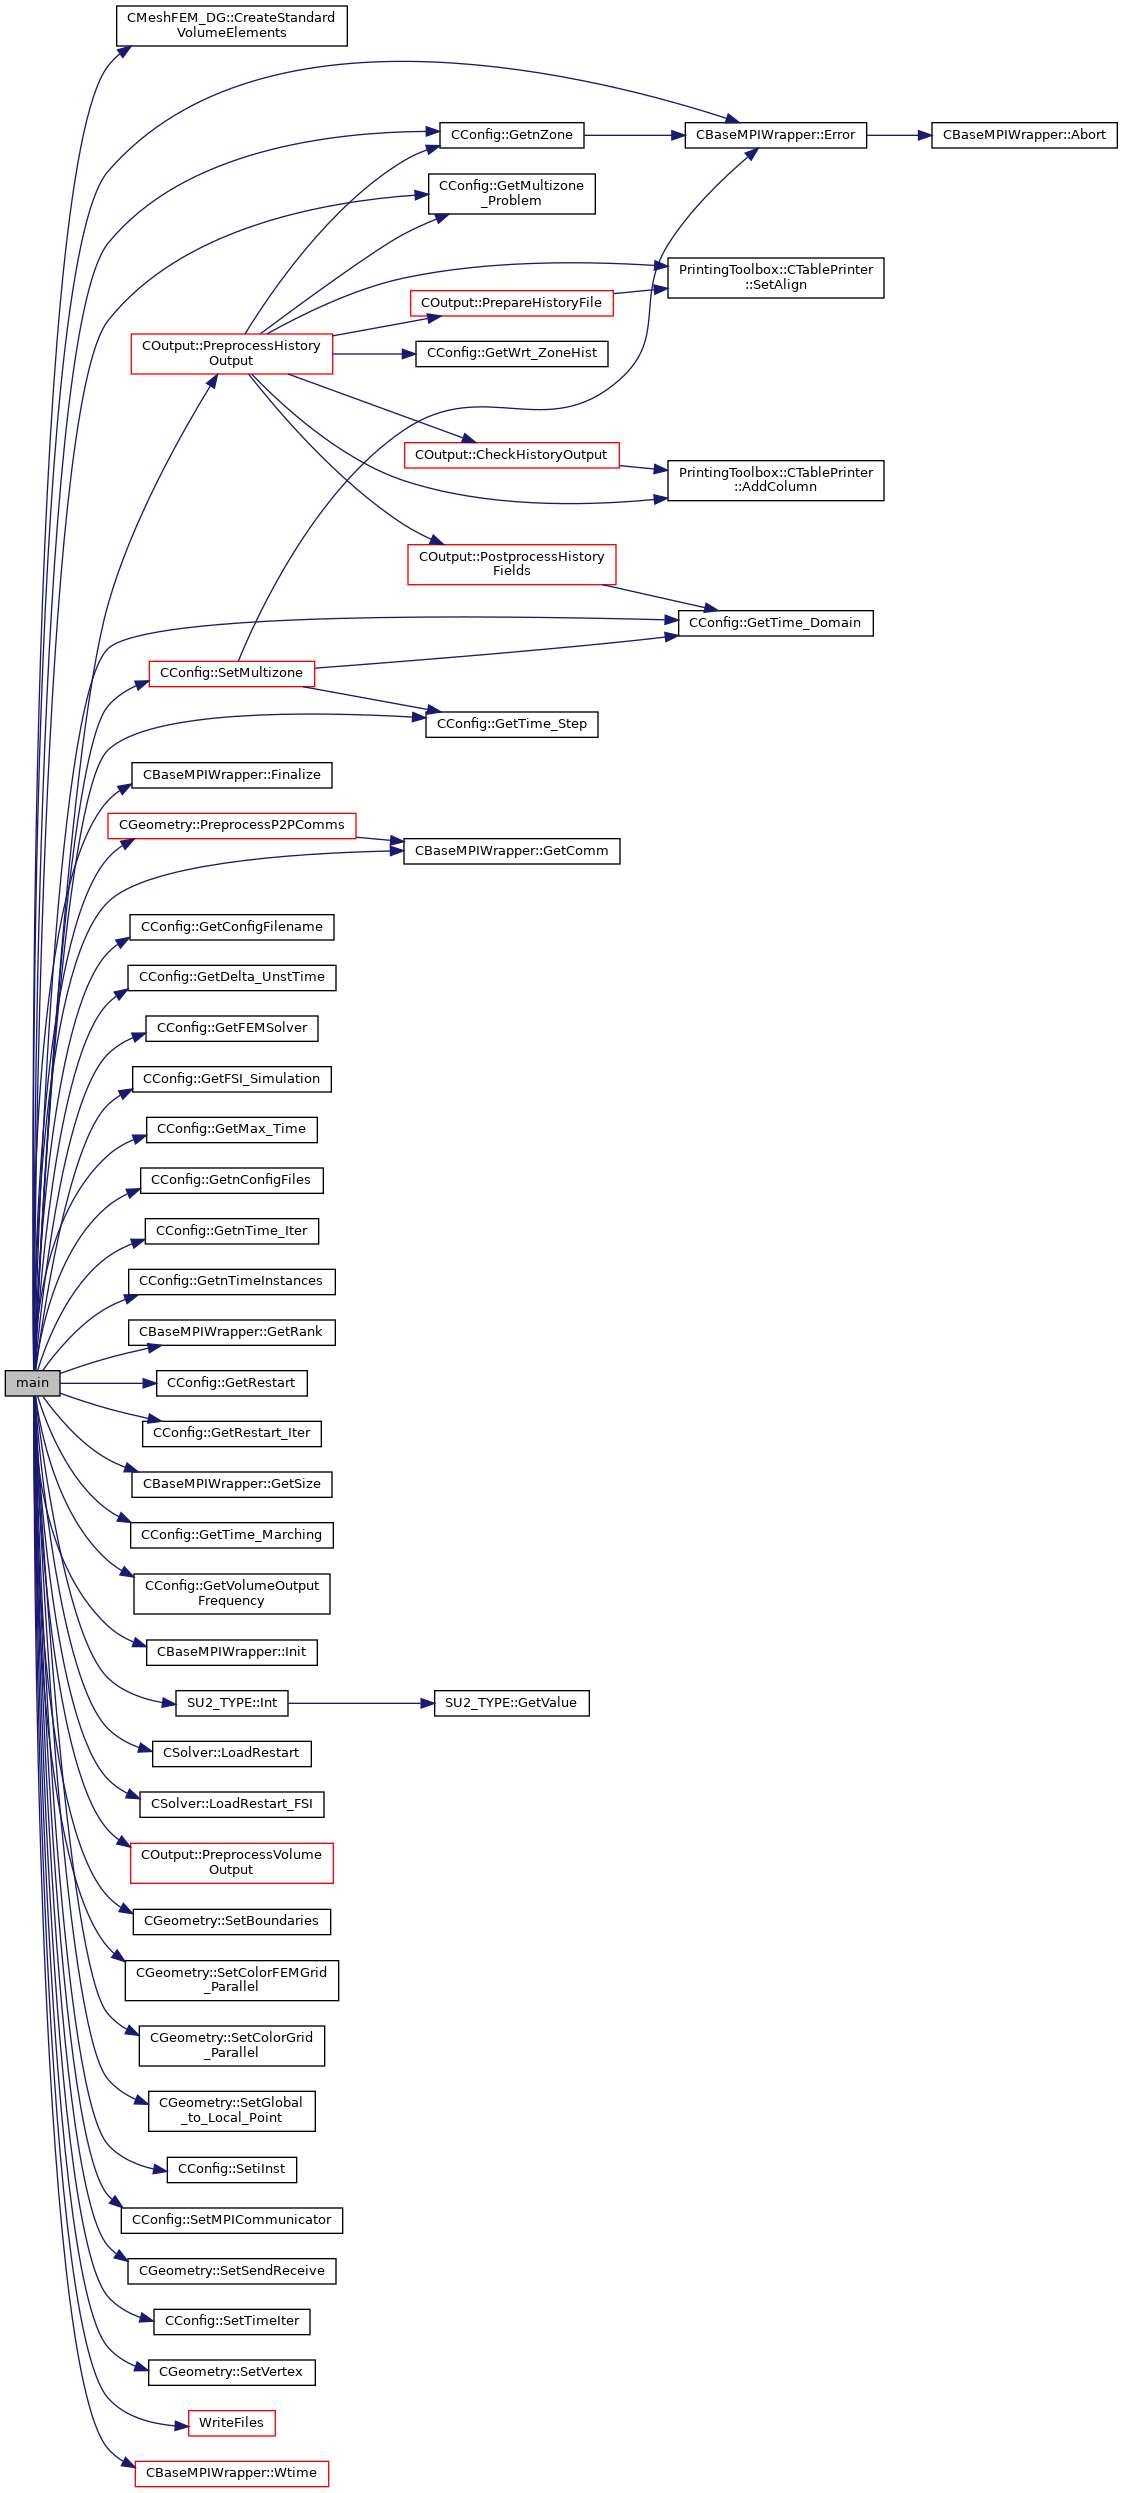 CMeshFEM_DG::CreateStandard
VolumeElements
CConfig::GetnZone
CBaseMPIWrapper::Error
CBaseMPIWrapper::Abort
CConfig::GetMultizone
_Problem
PrintingToolbox::CTablePrinter
::SetAlign
COutput::PrepareHistoryFile
COutput::PreprocessHistory
Output
CConfig::GetWrt_ZoneHist
COutput::CheckHistoryOutput
PrintingToolbox::CTablePrinter
::AddColumn
COutput::PostprocessHistory
Fields
CConfig::GetTime_Domain
CConfig::SetMultizone
CConfig::GetTime_Step
CBaseMPIWrapper::Finalize
CGeometry::PreprocessP2PComms
CBaseMPIWrapper::GetComm
CConfig::GetConfigFilename
CConfig::GetDelta_UnstTime
CConfig::GetFEMSolver
CConfig::GetFSI_Simulation
CConfig::GetMax_Time
CConfig::GetnConfigFiles
CConfig::GetnTime_Iter
CConfig::GetnTimeInstances
CBaseMPIWrapper::GetRank
main
CConfig::GetRestart
CConfig::GetRestart_Iter
CBaseMPIWrapper::GetSize
CConfig::GetTime_Marching
CConfig::GetVolumeOutput
Frequency
CBaseMPIWrapper::Init
SU2_TYPE::Int
SU2_TYPE::GetValue
CSolver::LoadRestart
CSolver::LoadRestart_FSI
COutput::PreprocessVolume
Output
CGeometry::SetBoundaries
CGeometry::SetColorFEMGrid
_Parallel
CGeometry::SetColorGrid
_Parallel
CGeometry::SetGlobal
_to_Local_Point
CConfig::SetiInst
CConfig::SetMPICommunicator
CGeometry::SetSendReceive
CConfig::SetTimeIter
CGeometry::SetVertex
WriteFiles
CBaseMPIWrapper::Wtime